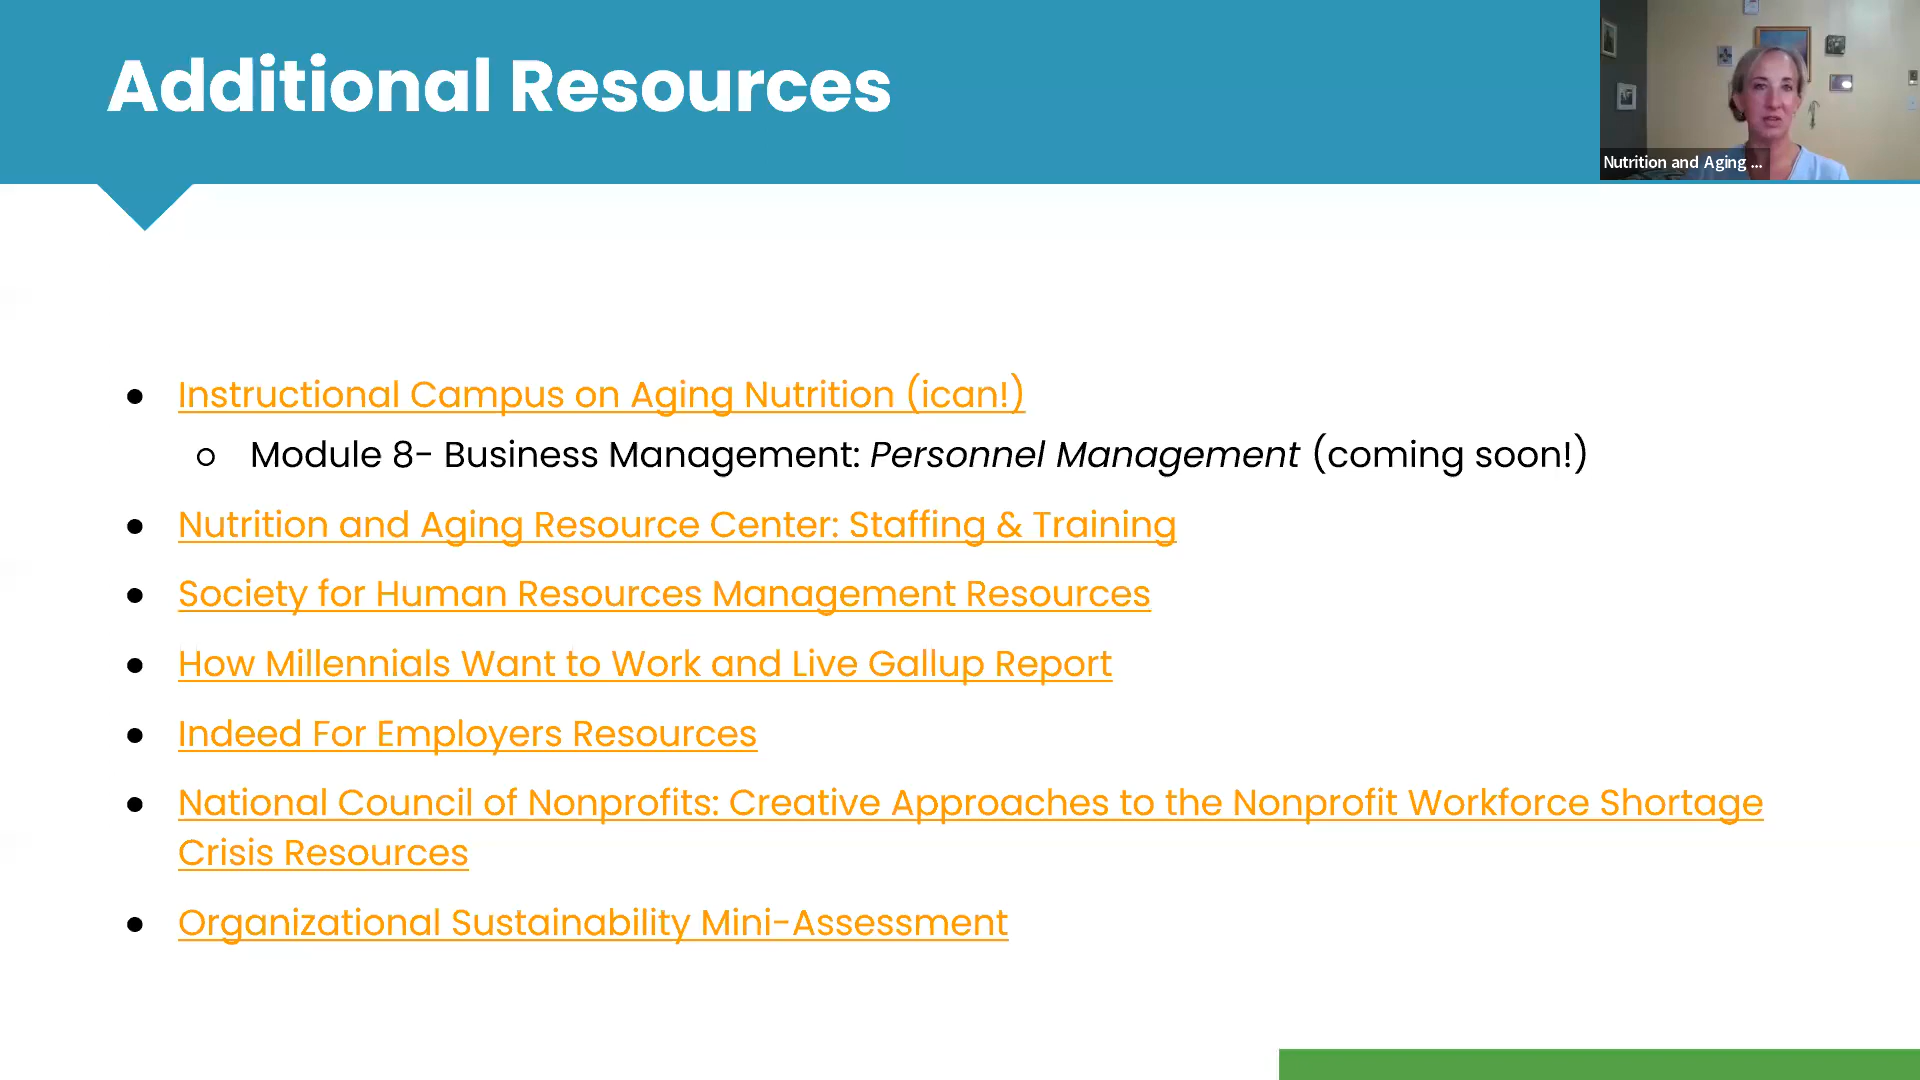 Additional Resources
Nutrition and Aging ...
● Instructional Campus on Aging Nutrition (ican!)
○ Module 8- Business Management: Personnel Management (coming soon!)
● Nutrition and Aging Resource Center: Staffing & Training
● Society for Human Resources Management Resources
● How Millennials Want to Work and Live Gallup Report
● Indeed For Employers Resources
● National Council of Nonprofits: Creative Approaches to the Nonprofit Workforce Shortage
Crisis Resources
● Organizational Sustainability Mini-Assessment